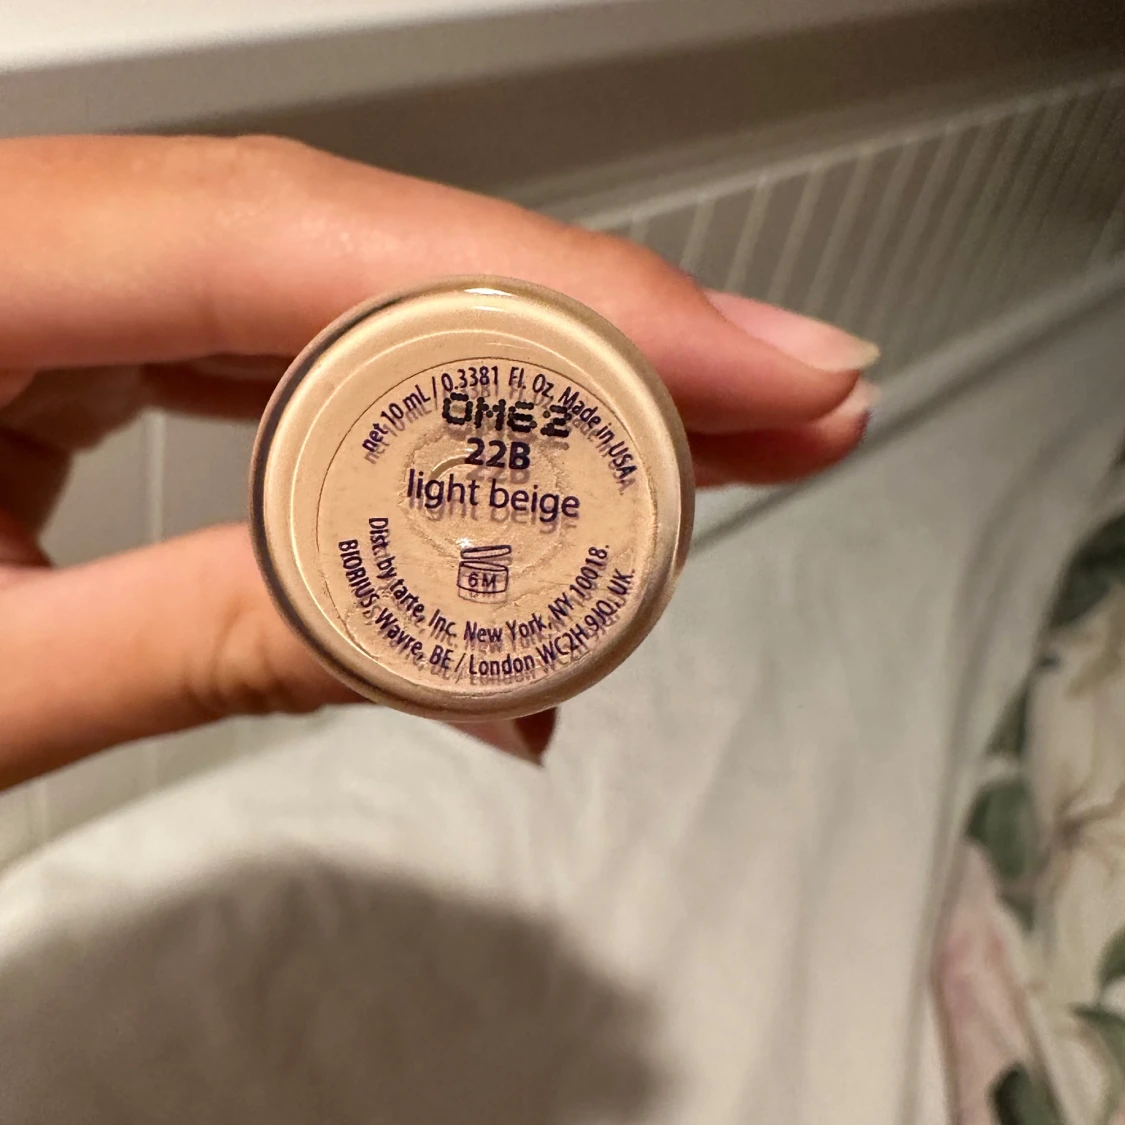 net 10 mL / 0.3381 Fl. Oz. Made in USA.
0ME2
22B
light beige
6M
Dist. by tarte, Inc. New York, NY 10018.
BIORIUS, Wavre, BE / London WC2H 9JQ, UK